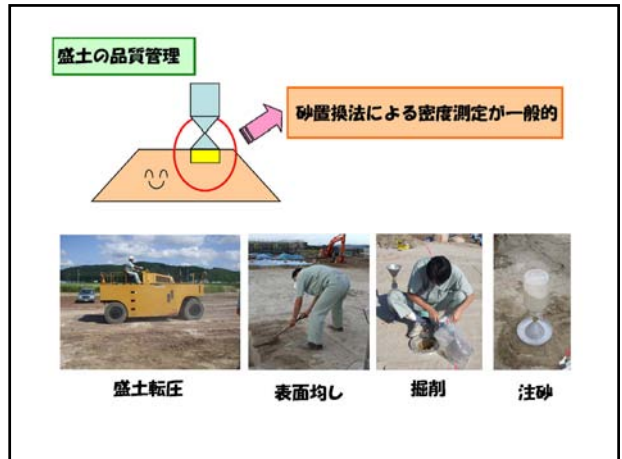 盛土の品質管理
砂置換法による密度測定が一般的
盛土転圧
表面均し
掘削
注砂